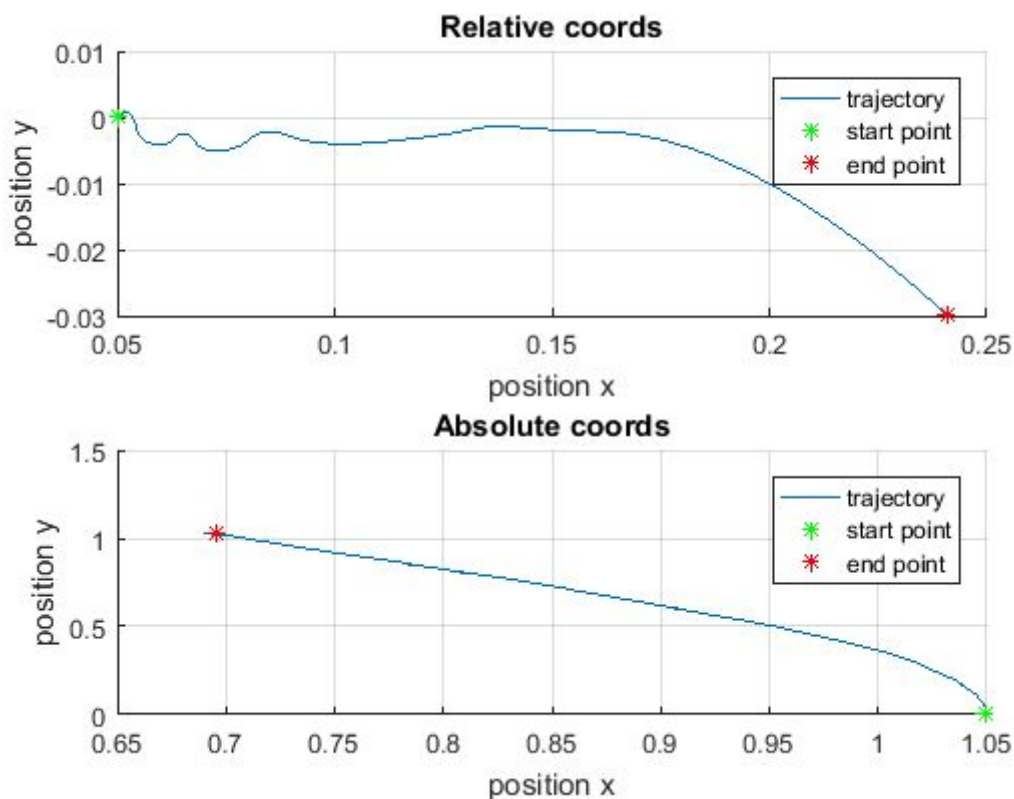 Relative coords
0.01
0
-0.01
-0.02
-0.03
position y
trajectory
start point
end point
0.05 0.1 0.15 0.2 0.25
position x
Absolute coords
1.5
1
0.5
0
position y
trajectory
start point
end point
0.65 0.7 0.75 0.8 0.85 0.9 0.95 1 1.05
position x